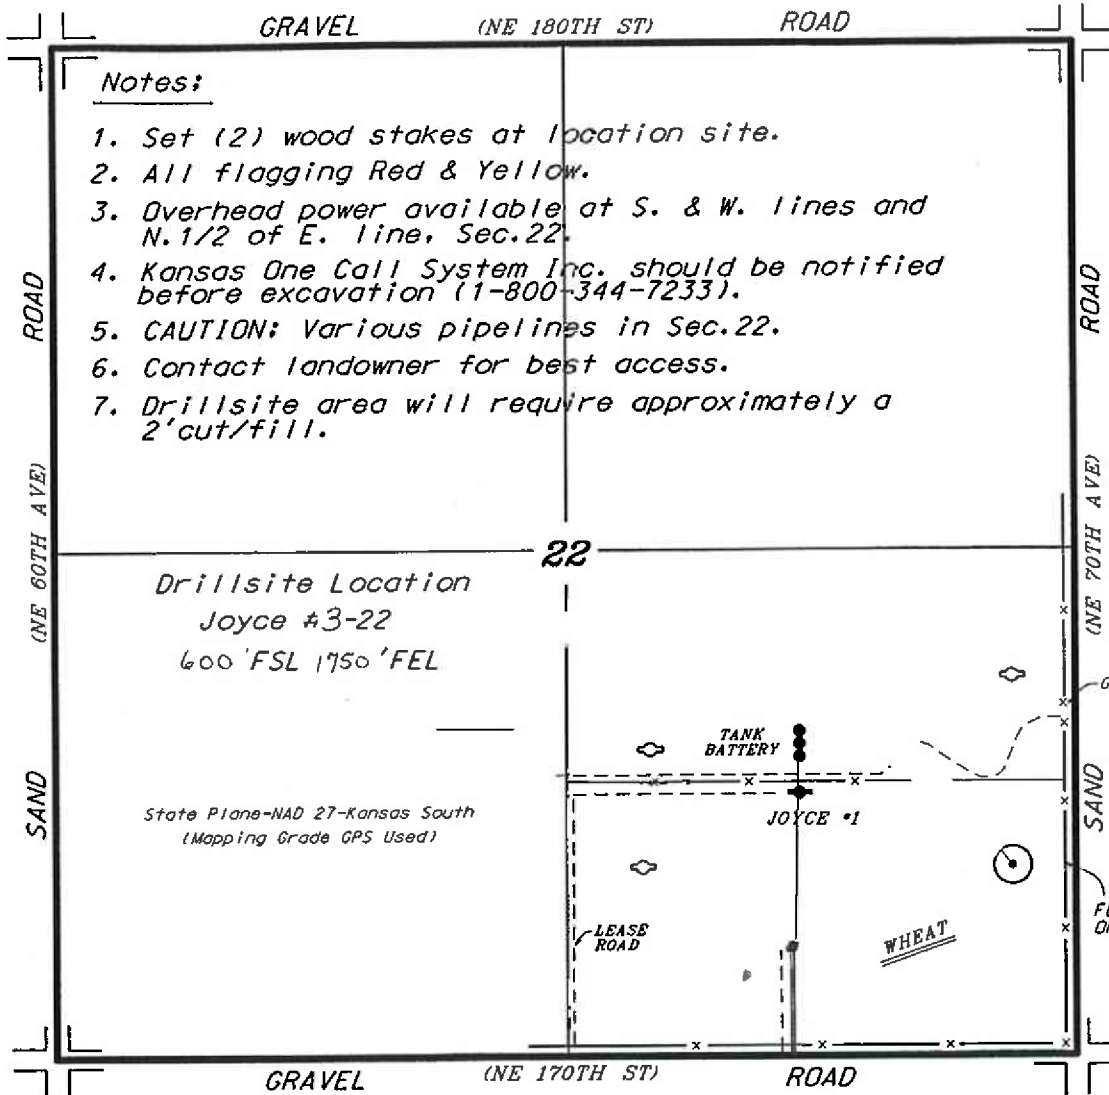 GRAVEL (NE 180TH ST) ROAD
Notes:
1. Set (2) wood stakes at location site.
2. All flagging Red & Yellow.
3. Overhead power available at S. & W. lines and
N.1/2 of E. line, Sec.22.
4. Kansas One Call System Inc. should be notified
before excavation (1-800-344-7233).
5. CAUTION: Various pipelines in Sec.22.
6. Contact landowner for best access.
7. Drillsite area will require approximately a
2'cut/fill.
ROAD
(NE 60TH AVE)
SAND
ROAD
(NE 70TH AVE)
SAND
22
Drillsite Location
Joyce #3-22
600 'FSL 1750 'FEL
State Plane-NAD 27-Kansas South
(Mapping Grade GPS Used)
TANK
BATTERY
JOYCE #1
LEASE
ROAD
WHEAT
GRAVEL (NE 170TH ST) ROAD